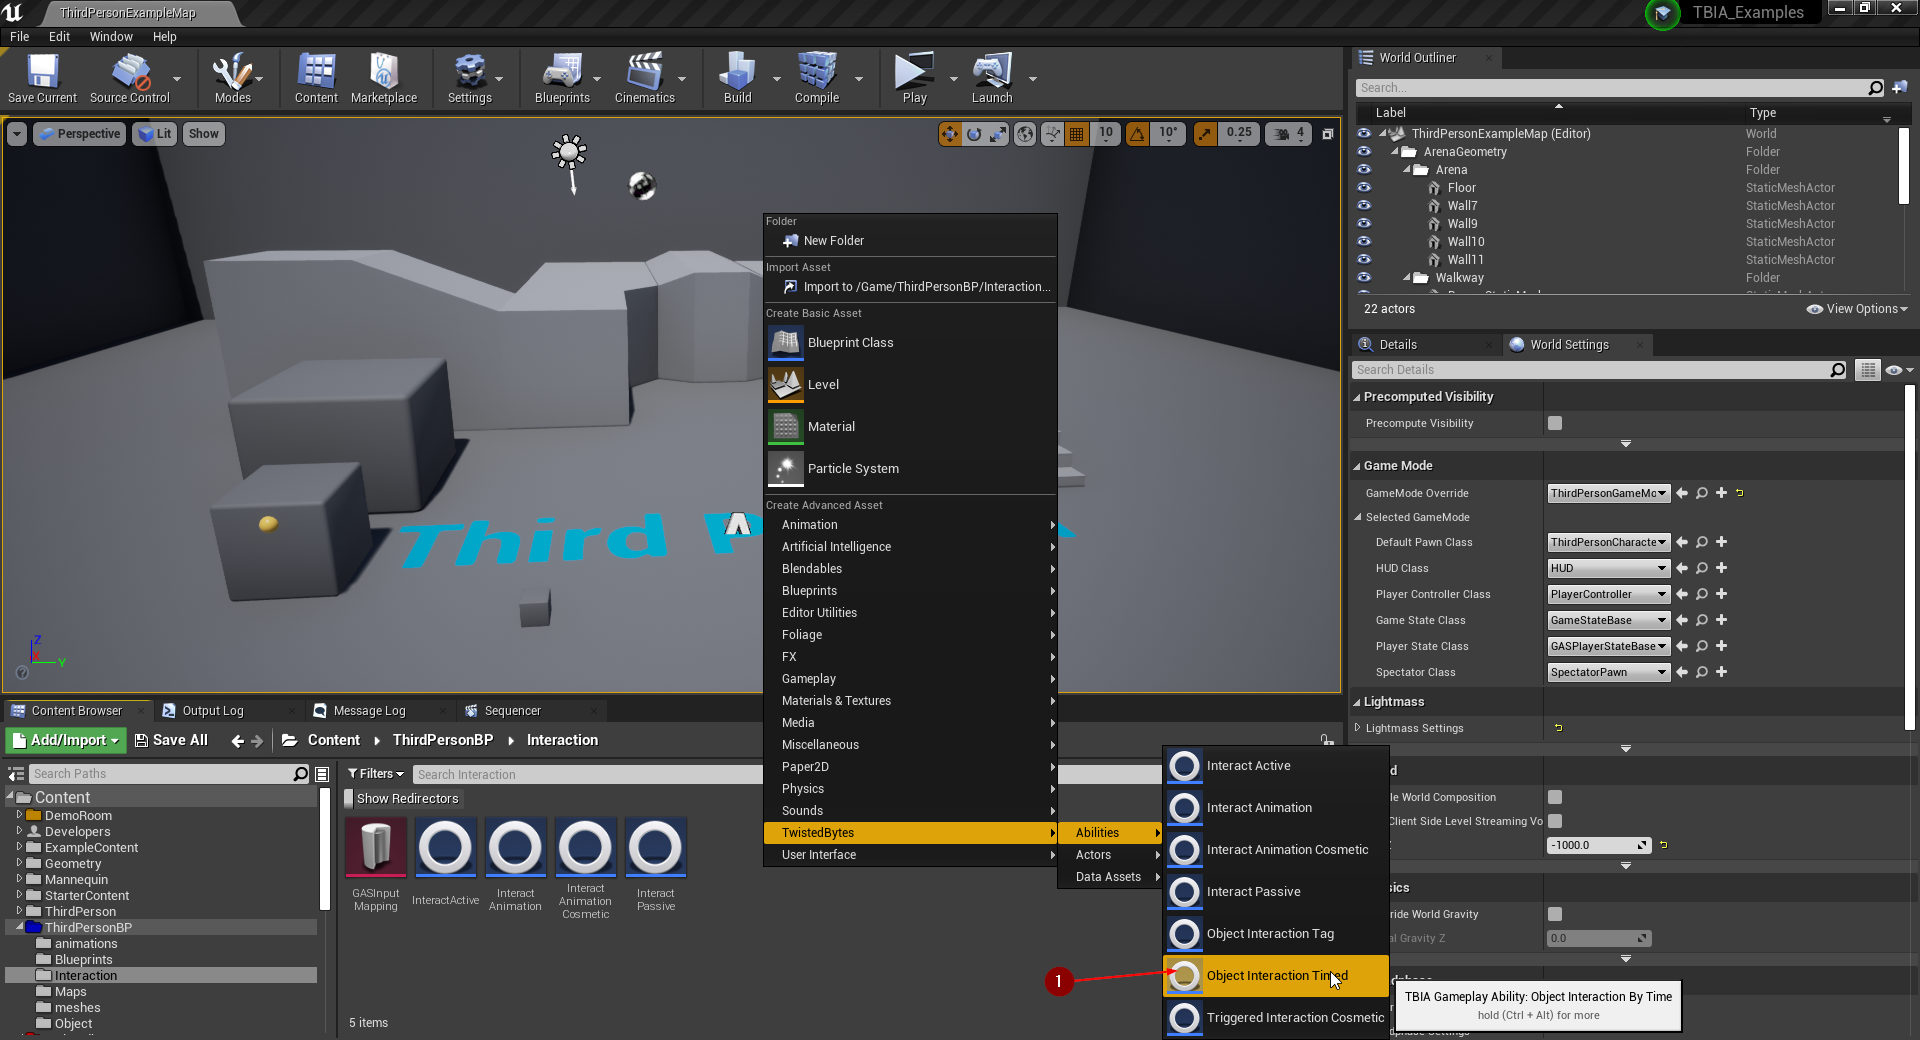 ThirdPersonExampleMap
TBIA_Examples
File Edit Window Help
Save Current
Source Control
Modes
Content
Marketplace
Settings
Blueprints
Cinematics
Build
Compile
Play
Launch
Perspective
Lit
Show
10
10°
0.25
4
Third P
Z
Y
Folder
New Folder
Import Asset
Import to /Game/ThirdPersonBP/Interaction...
Create Basic Asset
Blueprint Class
Level
Material
Particle System
Create Advanced Asset
Animation
Artificial Intelligence
Blendables
Blueprints
Editor Utilities
Foliage
FX
Gameplay
Materials & Textures
Media
Miscellaneous
Paper2D
Physics
Sounds
TwistedBytes
User Interface
Abilities
Actors
Data Assets
Interact Active
Interact Animation
Interact Animation Cosmetic
Interact Passive
Object Interaction Tag
Object Interaction Timed
Triggered Interaction Cosmetic
1
TBIA Gameplay Ability: Object Interaction By Time
hold (Ctrl + Alt) for more
World Outliner
Search...
Label Type
ThirdPersonExampleMap (Editor) World
ArenaGeometry Folder
Arena Folder
Floor StaticMeshActor
Wall7 StaticMeshActor
Wall9 StaticMeshActor
Wall10 StaticMeshActor
Wall11 StaticMeshActor
Walkway Folder
22 actors
View Options
Details
World Settings
Search Details
Precomputed Visibility
Precompute Visibility
Game Mode
GameMode Override ThirdPersonGameMo
Selected GameMode
Default Pawn Class ThirdPersonCharacte
HUD Class HUD
Player Controller Class PlayerController
Game State Class GameStateBase
Player State Class GASPlayerStateBase
Spectator Class SpectatorPawn
Lightmass
Lightmass Settings
d
le World Composition
Client Side Level Streaming Vo
-1000.0
sics
ride World Gravity
al Gravity Z 0.0
Content Browser
Output Log
Message Log
Sequencer
Add/Import
Save All
Content
ThirdPersonBP
Interaction
Search Paths
Filters
Search Interaction
Show Redirectors
Content
DemoRoom
Developers
ExampleContent
Geometry
Mannequin
StarterContent
ThirdPerson
ThirdPersonBP
animations
Blueprints
Interaction
Maps
meshes
Object
GASInput
Mapping
InteractActive
Interact
Animation
Interact
Animation
Cosmetic
Interact
Passive
5 items